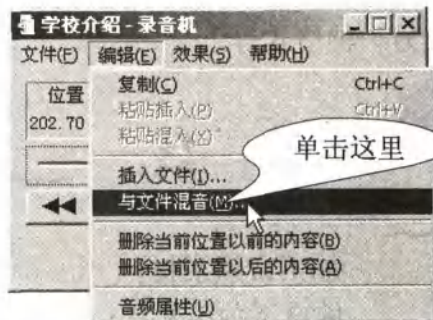 学校介紹 - 录音机
文件(F) 编辑(E) 效果(S) 帮助(H)
位置
202.70
复制(C) Ctrl+C
粘贴插入(P) Ctrl+V
粘贴混入(X)
单击这里
插入文件(I)...
与文件混音(M)...
删除当前位置以前的内容(B)
删除当前位置以后的内容(A)
音频属性(U)